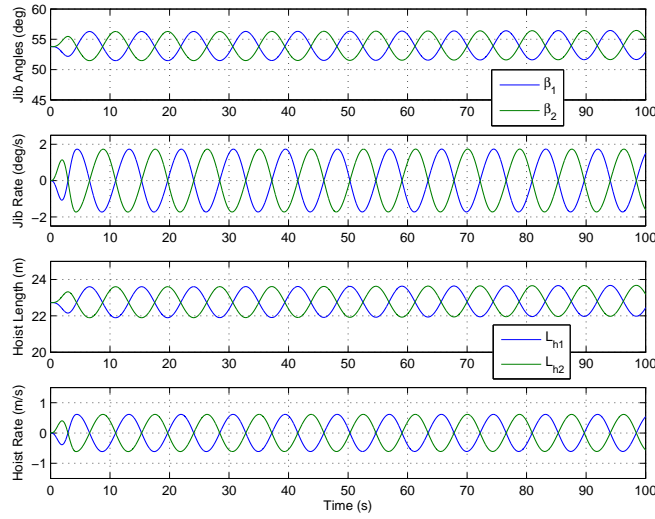 60
55
50
45
Jib Angles (deg)
0 10 20 30 40 50 60 70 80 90 100
β1
β2
2
0
−2
Jib Rate (deg/s)
0 10 20 30 40 50 60 70 80 90 100
24
22
20
Hoist Length (m)
0 10 20 30 40 50 60 70 80 90 100
Lh1
Lh2
1
0
−1
Hoist Rate (m/s)
0 10 20 30 40 50 60 70 80 90 100
Time (s)